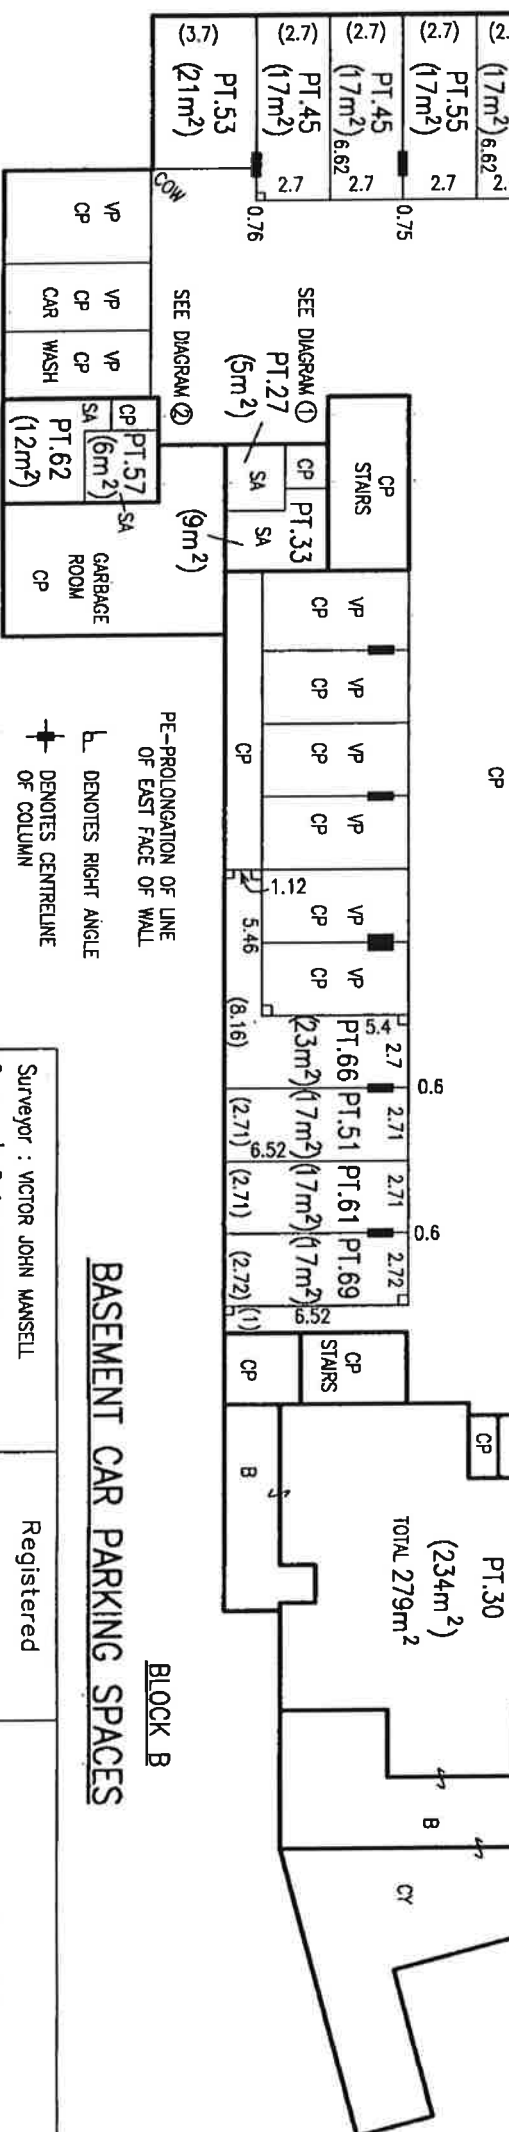 (3.7)
PT.53
(21m²)
(2.7)
PT.45
(17m²)
2.7
(2.7)
PT.45
(17m²)
6.62
2.7
(2.7)
PT.55
(17m²)
2.7
(17m²)
6.62
0.76
0.75
COW
VP
CP
VP
CP
CAR
VP
CP
WASH
SEE DIAGRAM ②
SEE DIAGRAM ①
PT.27
(5m²)
CP
SA
PT.57
(6m²)
SA
PT.62
(12m²)
GARBAGE
ROOM
CP
CP
STAIRS
CP
SA
PT.33
SA
(9m²)
VP
CP
VP
CP
VP
CP
VP
CP
VP
CP
VP
CP
CP
CP
1.12
5.46
(8.16)
5.4
2.7
PT.66
(23m²)
0.6
2.71
PT.51
(17m²)
(2.71)
6.52
2.71
PT.61
(17m²)
(2.71)
0.6
2.72
PT.69
(17m²)
(2.72)
(1)
6.52
CP
STAIRS
CP
B
CP
PT.30
(234m²)
TOTAL 279m²
B
CY
PE-PROLONGATION OF LINE
OF EAST FACE OF WALL
DENOTES RIGHT ANGLE
DENOTES CENTRELINE
OF COLUMN
BLOCK B
BASEMENT CAR PARKING SPACES
Surveyor : VICTOR JOHN MANSELL
Registered